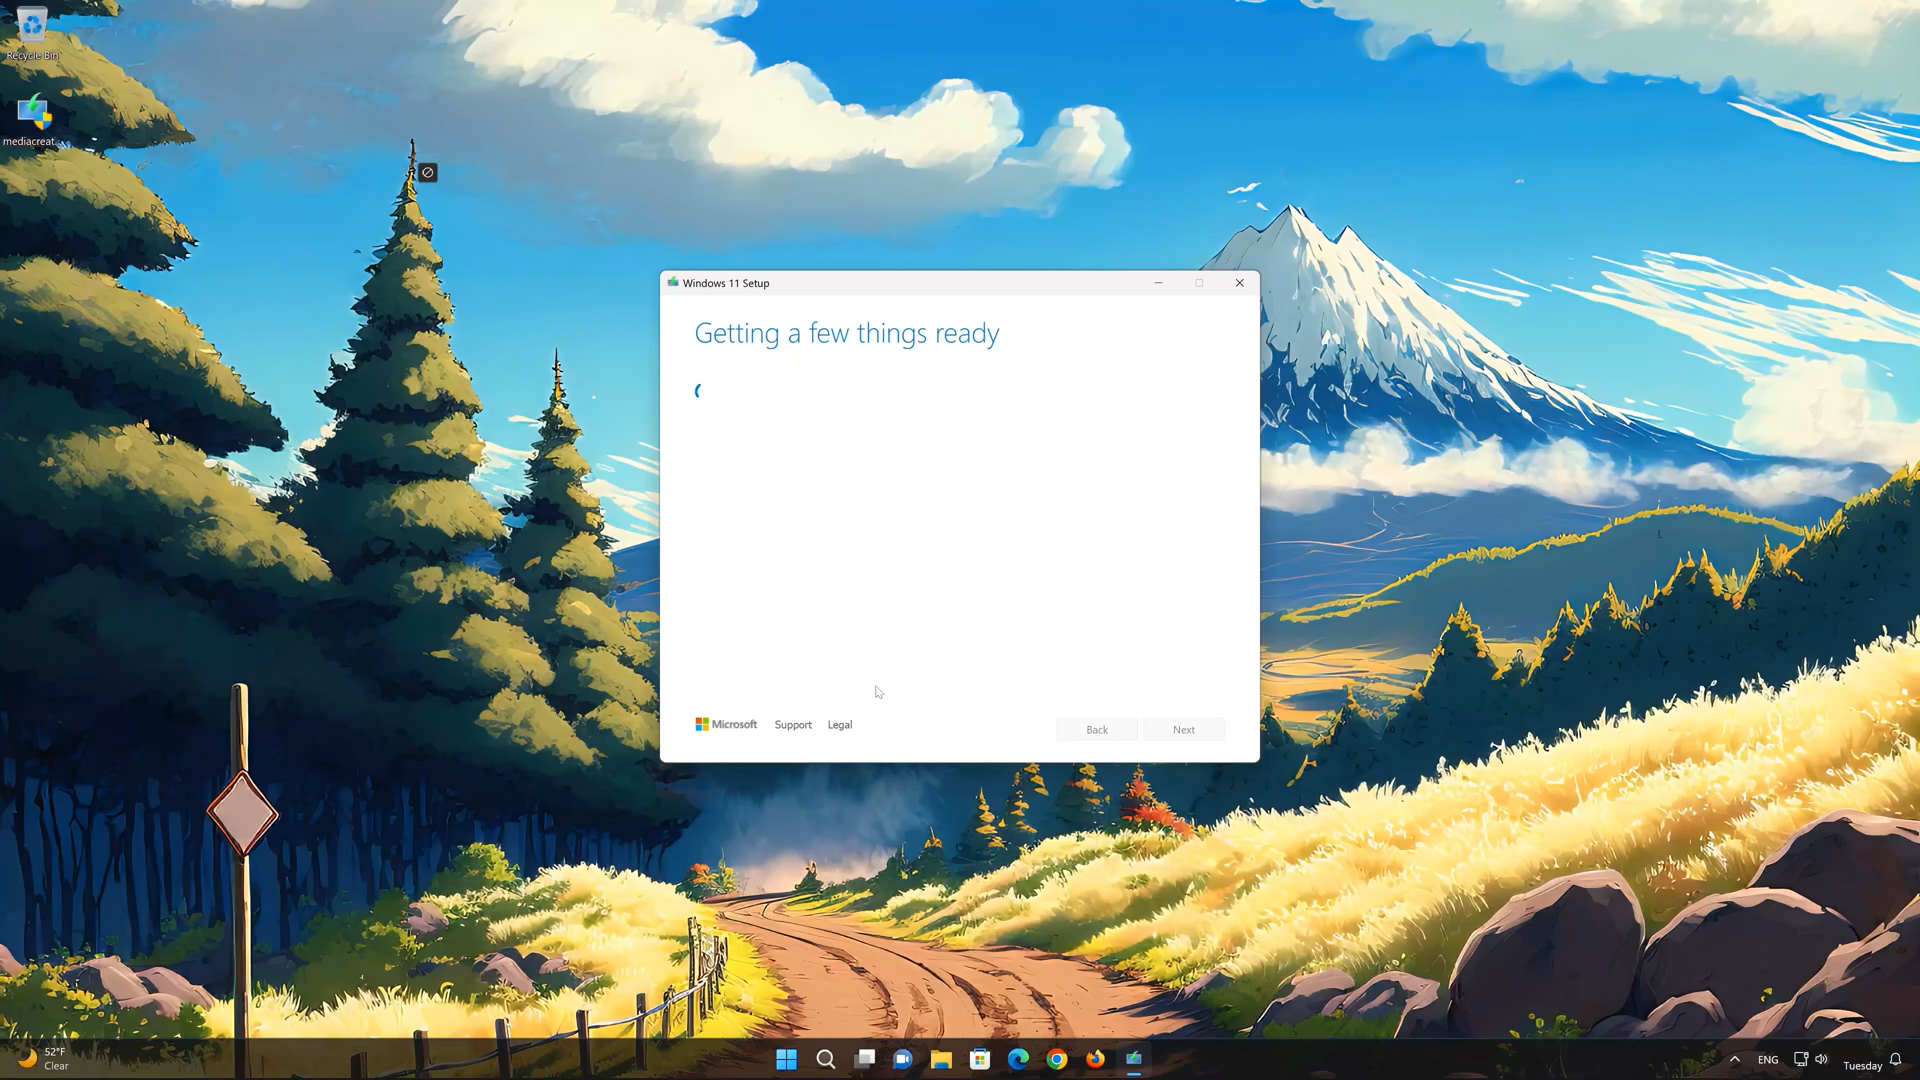 Recycle Bin
mediacreat...
Windows 11 Setup
Getting a few things ready
Microsoft
Support
Legal
Back
Next
52°F
Clear
ENG
Tuesday